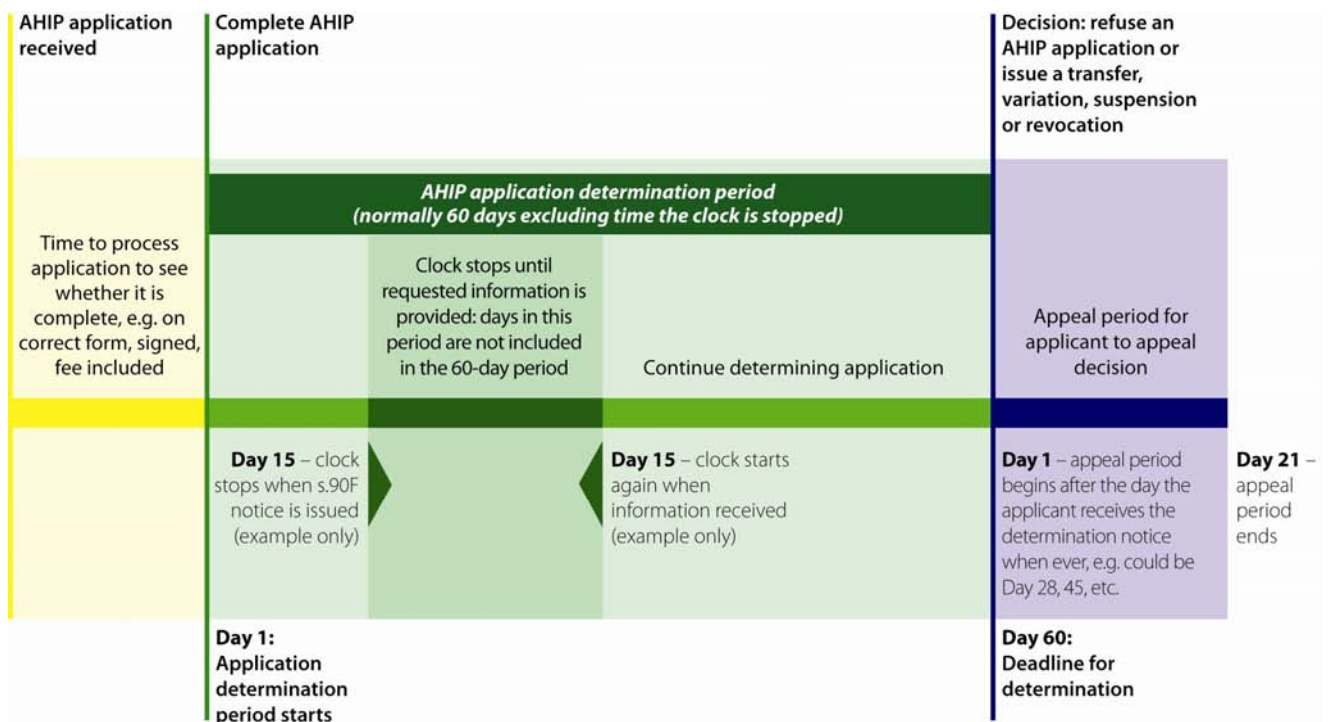 AHIP application
received
Complete AHIP
application
Decision: refuse an
AHIP application or
issue a transfer,
variation, suspension
or revocation
AHIP application determination period
(normally 60 days excluding time the clock is stopped)
Time to process
application to see
whether it is
complete, e.g. on
correct form, signed,
fee included
Clock stops until
requested information is
provided: days in this
period are not included
in the 60-day period
Continue determining application
Appeal period for
applicant to appeal
decision
Day 15 – clock
stops when s.90F
notice is issued
(example only)
Day 15 – clock starts
again when
information received
(example only)
Day 1 – appeal period
begins after the day the
applicant receives the
determination notice
when ever, e.g. could be
Day 28, 45, etc.
Day 21 –
appeal
period
ends
Day 1:
Application
determination
period starts
Day 60:
Deadline for
determination